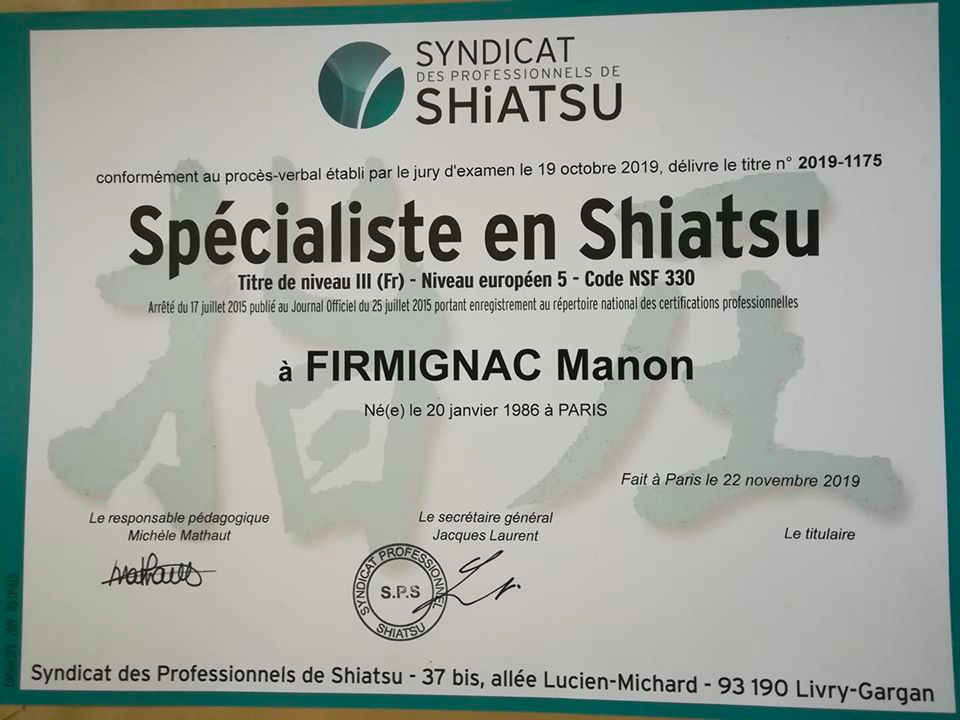 SYNDICAT
DES PROFESSIONNELS DE
SHiATSU
conformément au procès-verbal établi par le jury d'examen le 19 octobre 2019, délivre le titre n° 2019-1175
Spécialiste en Shiatsu
Titre de niveau III (Fr) - Niveau européen 5 - Code NSF 330
Arrêté du 17 juillet 2015 publié au Journal Officiel du 25 juillet 2015 portant enregistrement au répertoire national des certifications professionnelles
指圧
à FIRMIGNAC Manon
Né(e) le 20 janvier 1986 à PARIS
Fait à Paris le 22 novembre 2019
Le responsable pédagogique
Michèle Mathaut
Le secrétaire général
Jacques Laurent
Le titulaire
Mathaut
SYNDICAT PROFESSIONNEL
S.P.S
SHIATSU
Syndicat des Professionnels de Shiatsu - 37 bis, allée Lucien-Michard - 93 190 Livry-Gargan